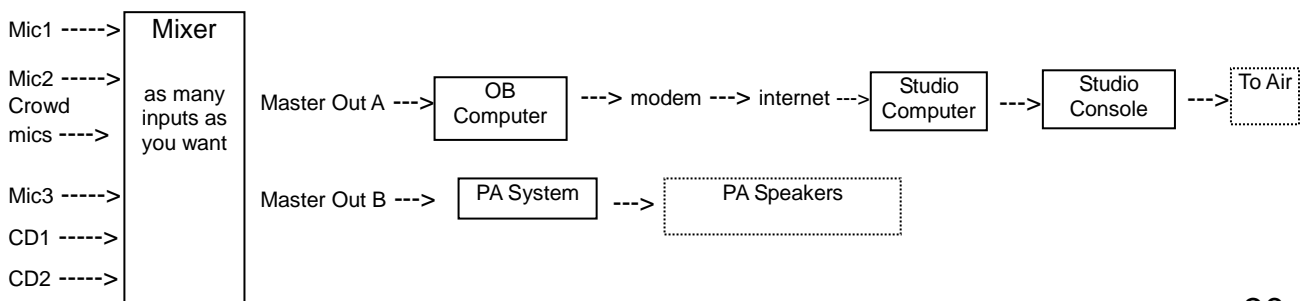 Mic1 ----->
Mic2 ----->
Crowd
mics ---->
Mic3 ----->
CD1 ----->
CD2 ----->
Mixer
as many
inputs as
you want
Master Out A --->
OB
Computer
---> modem ---> internet --->
Studio
Computer
--->
Studio
Console
--->
To Air
Master Out B --->
PA System
--->
PA Speakers